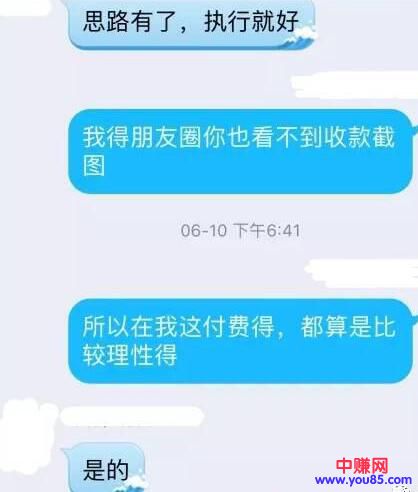 思路有了，执行就好
我得朋友圈你也看不到收款截
图
06-10 下午6:41
所以在我这付费得，都算是比
较理性得
是的
中赚网
www.you85.com